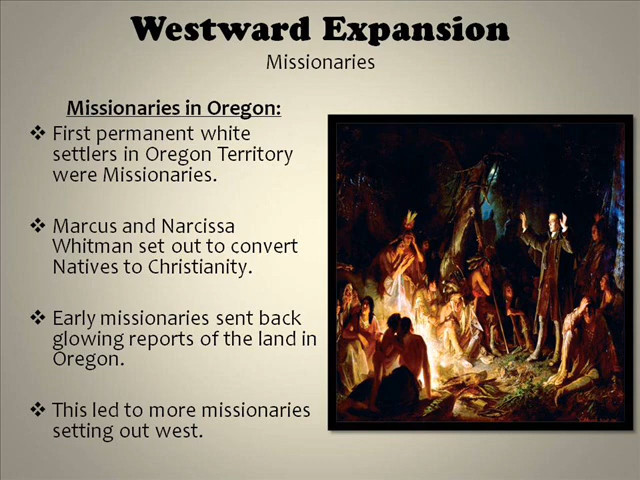 Westward Expansion
Missionaries
Missionaries in Oregon:
❖ First permanent white
settlers in Oregon Territory
were Missionaries.
❖ Marcus and Narcissa
Whitman set out to convert
Natives to Christianity.
❖ Early missionaries sent back
glowing reports of the land in
Oregon.
❖ This led to more missionaries
setting out west.